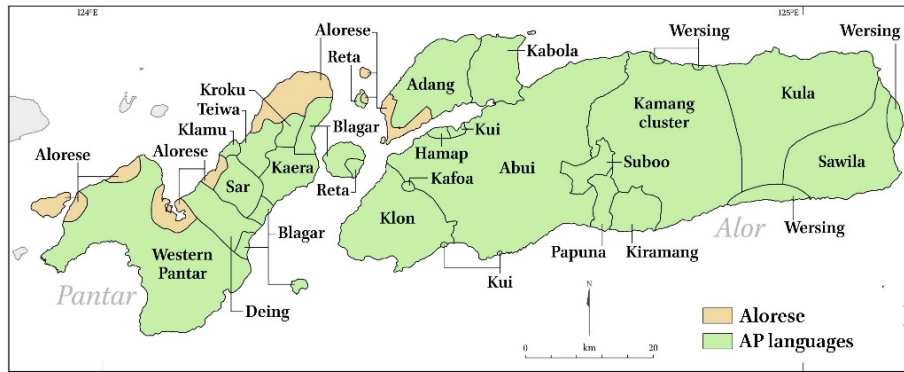 124°E
125°E
Alorese
Wersing
Wersing
Reta
Kabola
Kroku
Adang
Teiwa
Kamang
cluster
Kula
Klamu
Blagar
Kui
Alorese
Alorese
Kaera
Hamap
Abui
Suboo
Sawila
Sar
Reta
Kafoa
Klon
Blagar
Western
Pantar
Papuna
Kiramang
Alor
Wersing
Pantar
Deing
Kui
N
km
0
20
Alorese
AP languages